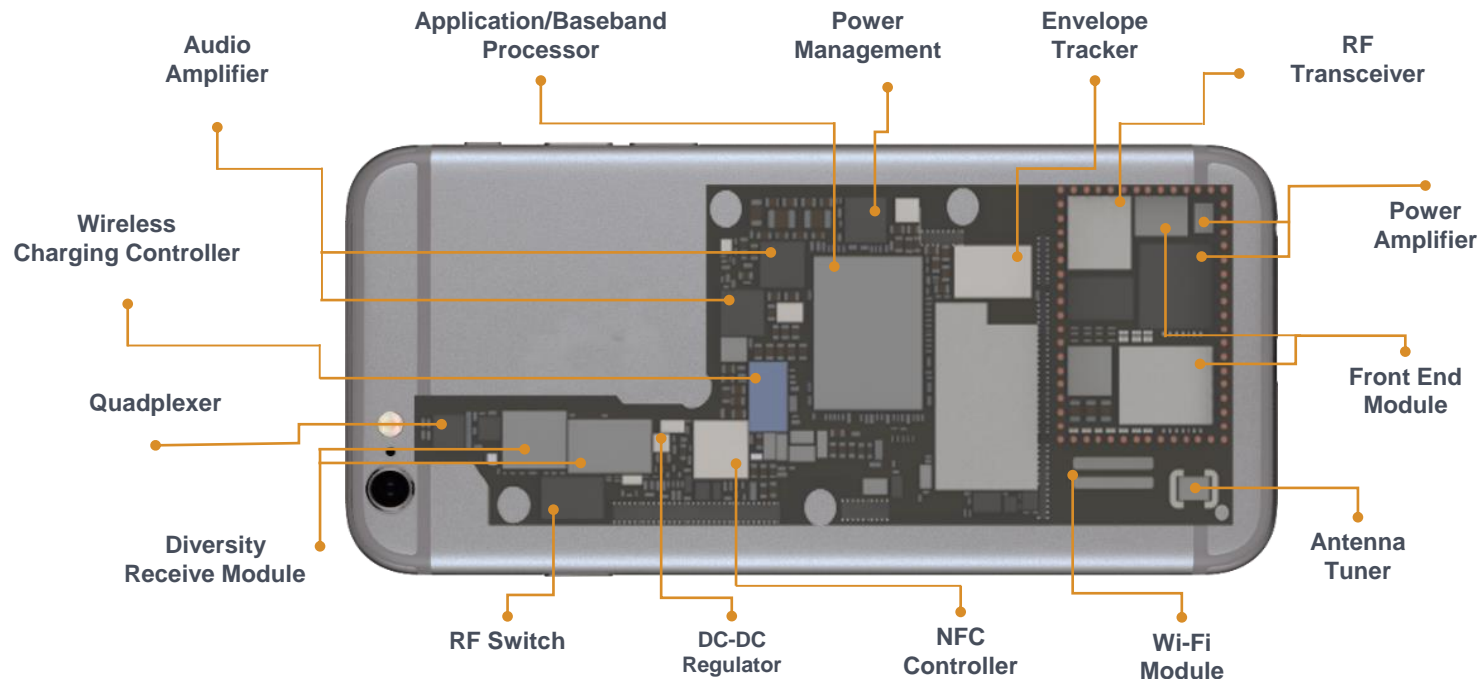 Audio
Amplifier
Application/Baseband
Processor
Power
Management
Envelope
Tracker
RF
Transceiver
Wireless
Charging Controller
Power
Amplifier
Quadplexer
Front End
Module
Diversity
Receive Module
Antenna
Tuner
RF Switch
DC-DC
Regulator
NFC
Controller
Wi-Fi
Module